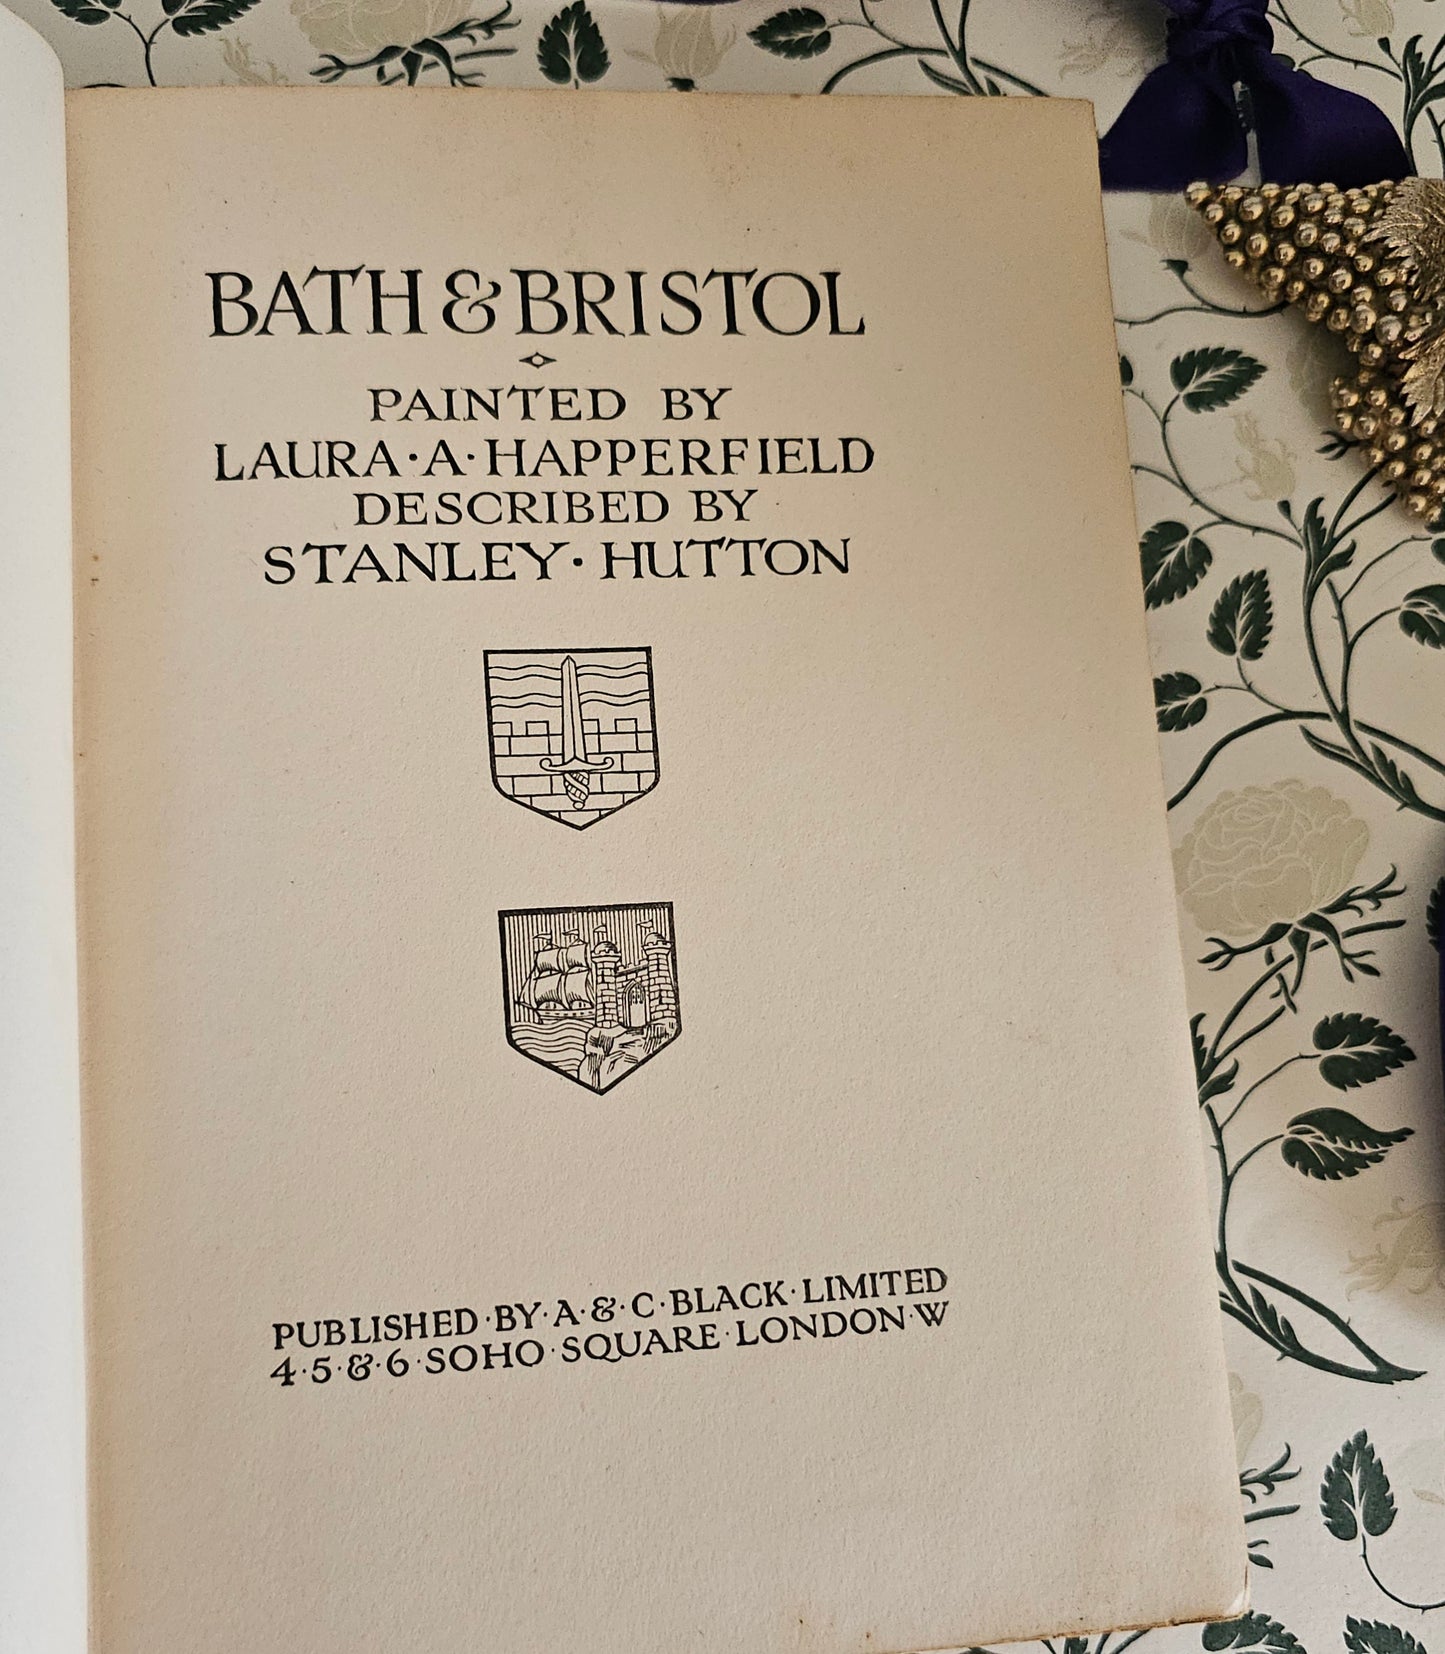 BATH & BRISTOL
PAINTED BY
LAURA·A·HAPPERFIELD
DESCRIBED BY
STANLEY·HUTTON
PUBLISHED·BY·A·&·C·BLACK·LIMITED
4·5·&·6·SOHO·SQUARE·LONDON·W